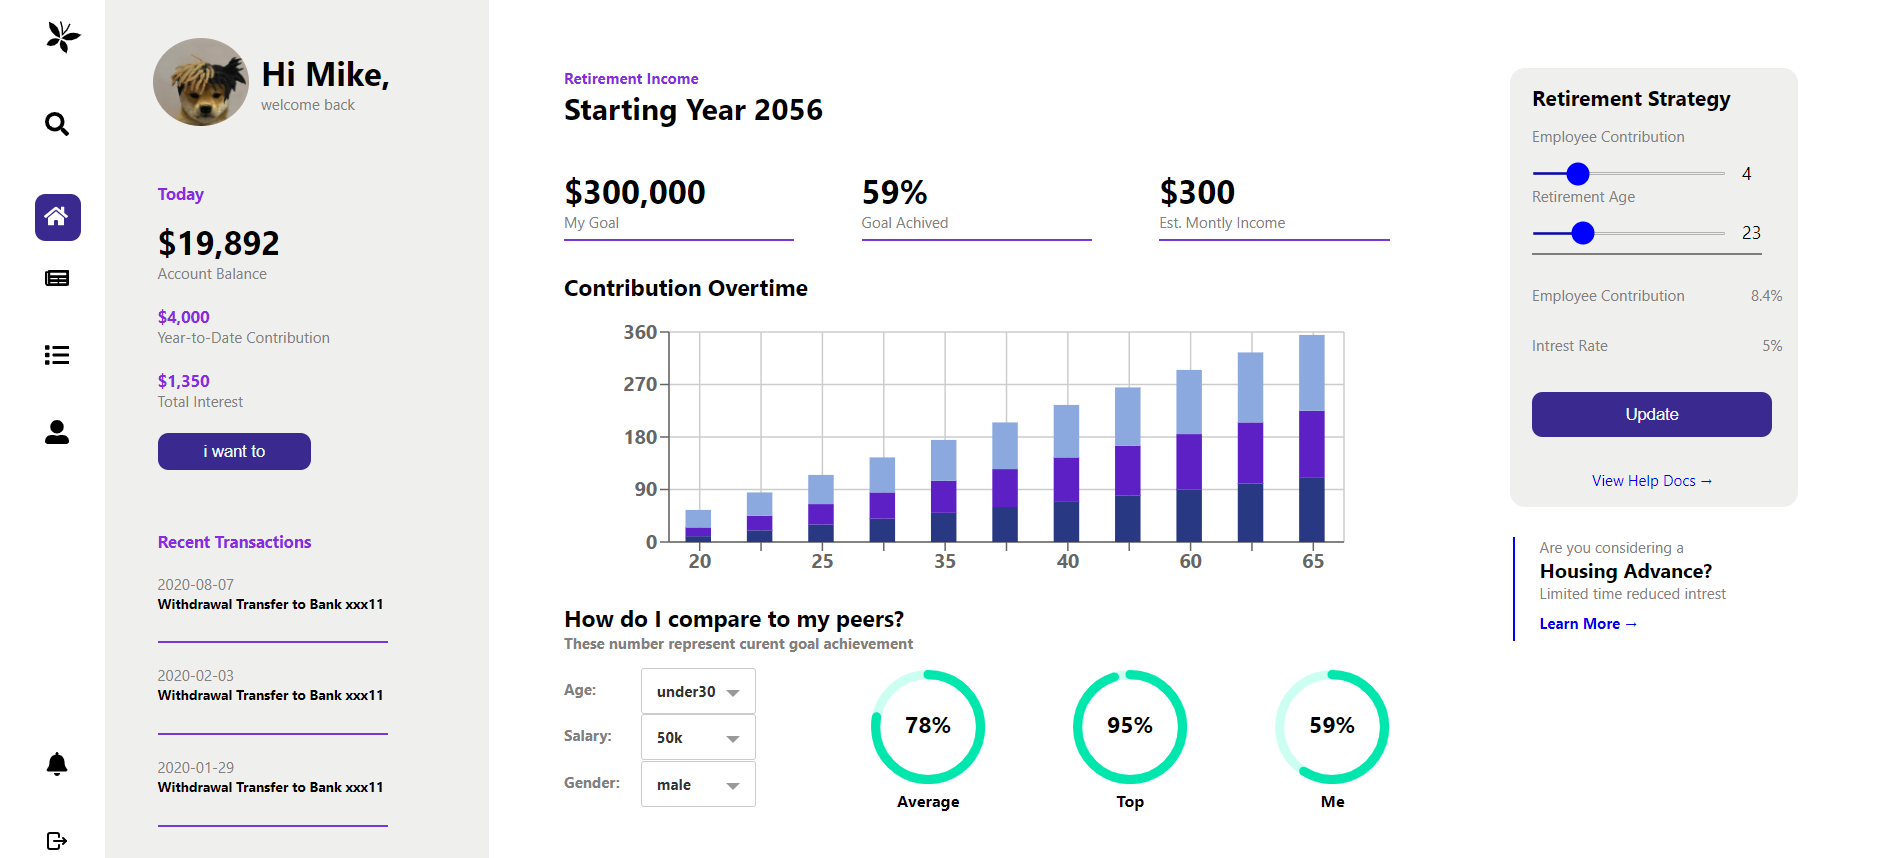 Hi Mike,
welcome back
Today
$19,892
Account Balance
$4,000
Year-to-Date Contribution
$1,350
Total Interest
i want to
Recent Transactions
2020-08-07
Withdrawal Transfer to Bank xxx11
2020-02-03
Withdrawal Transfer to Bank xxx11
2020-01-29
Withdrawal Transfer to Bank xxx11
Retirement Income
Starting Year 2056
$300,000
My Goal
59%
Goal Achived
$300
Est. Montly Income
Contribution Overtime
360
270
180
90
0
20 25 35 40 60 65
How do I compare to my peers?
These number represent curent goal achievement
Age: under30
Salary: 50k
Gender: male
78%
Average
95%
Top
59%
Me
Retirement Strategy
Employee Contribution
4
Retirement Age
23
Employee Contribution 8.4%
Intrest Rate 5%
Update
View Help Docs →
Are you considering a
Housing Advance?
Limited time reduced intrest
Learn More →